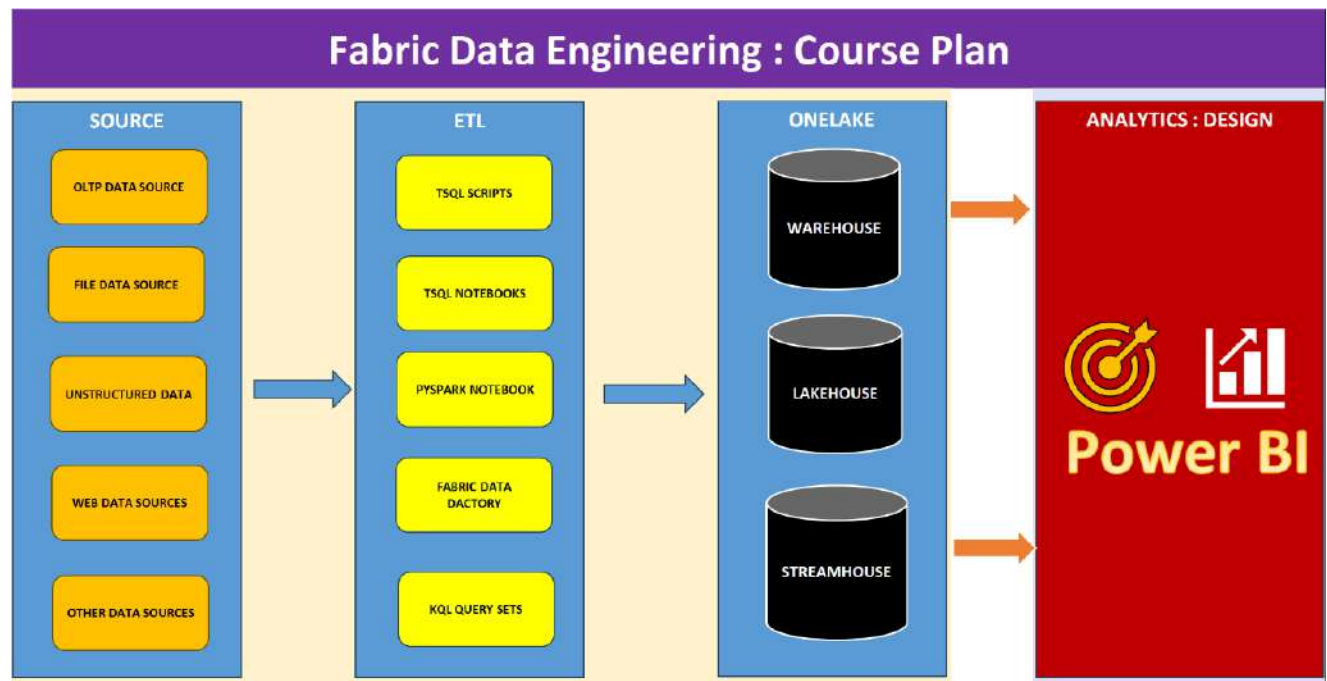 Fabric Data Engineering : Course Plan
SOURCE
OLTP DATA SOURCE
FILE DATA SOURCE
UNSTRUCTURED DATA
WEB DATA SOURCES
OTHER DATA SOURCES
ETL
TSQL SCRIPTS
TSQL NOTEBOOKS
PYSPARK NOTEBOOK
FABRIC DATA
DACTORY
KQL QUERY SETS
ONELAKE
WAREHOUSE
LAKEHOUSE
STREAMHOUSE
ANALYTICS : DESIGN
Power BI